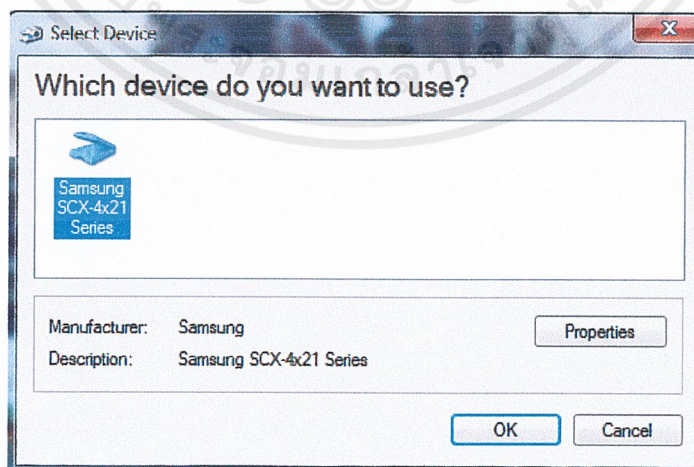 Select Device
Which device do you want to use?
Samsung
SCX-4x21
Series
Manufacturer: Samsung
Properties
Description: Samsung SCX-4x21 Series
OK
Cancel